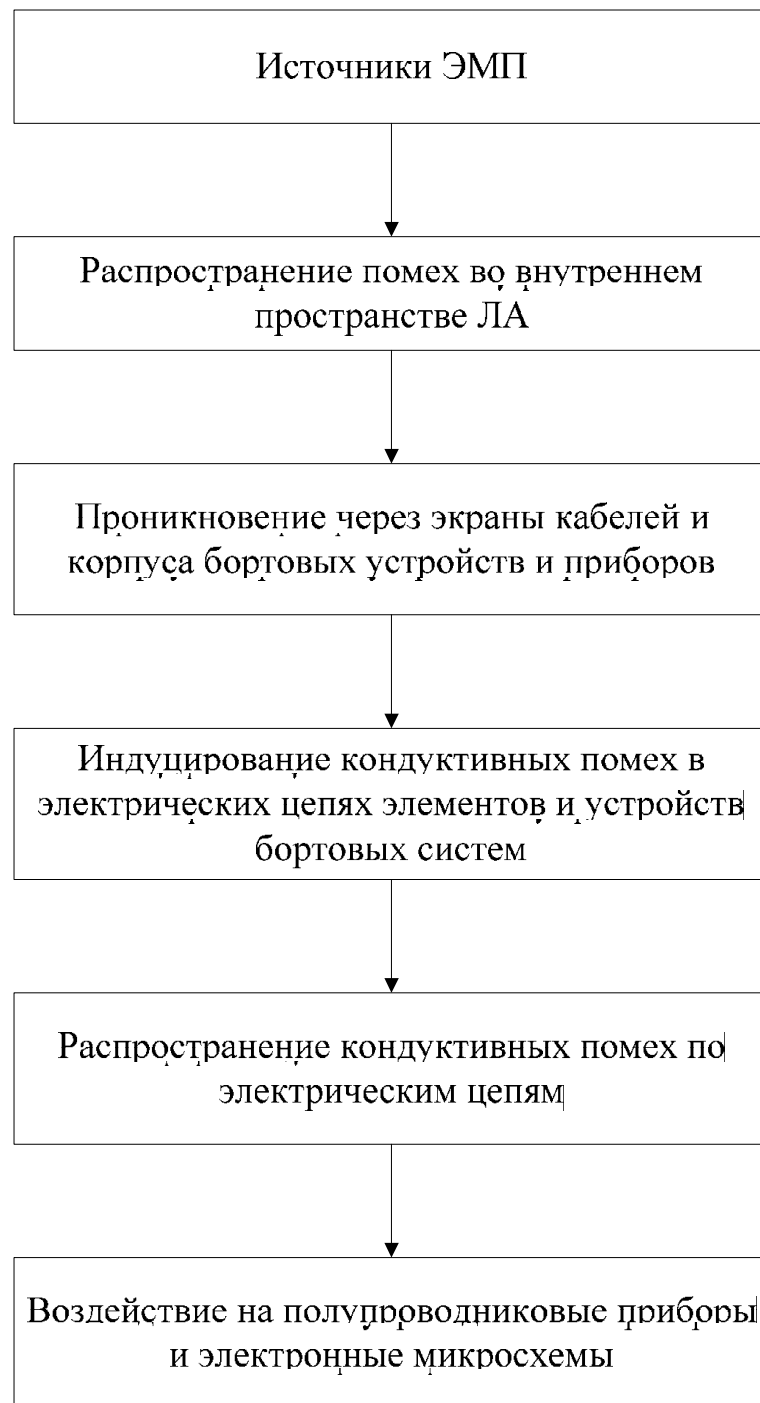 Источники ЭМП
Распространение помех во внутреннем
пространстве ЛА
Проникновение через экраны кабелей и
корпуса бортовых устройств и приборов
Индуцирование кондуктивных помех в
электрических цепях элементов и устройств
бортовых систем
Распространение кондуктивных помех по
электрическим цепям
Воздействие на полупроводниковые приборы
и электронные микросхемы